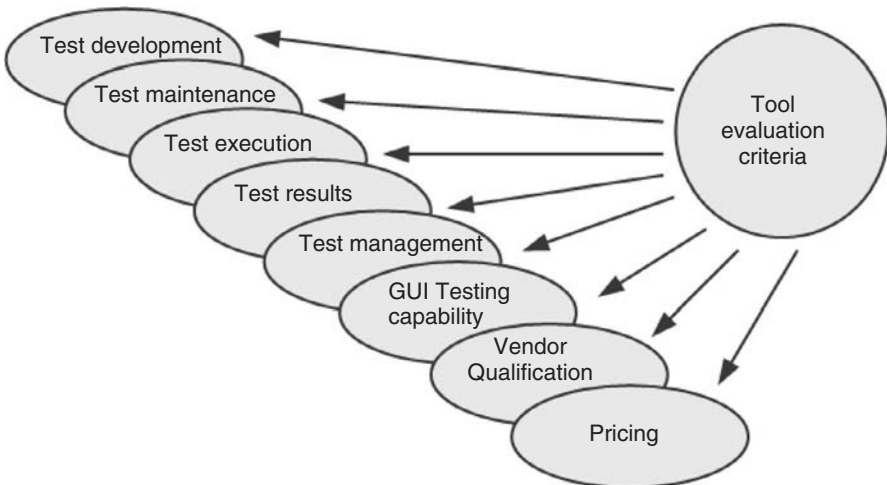 Test development
Test maintenance
Test execution
Test results
Test management
GUI Testing
capability
Vendor
Qualification
Pricing
Tool
evaluation
criteria